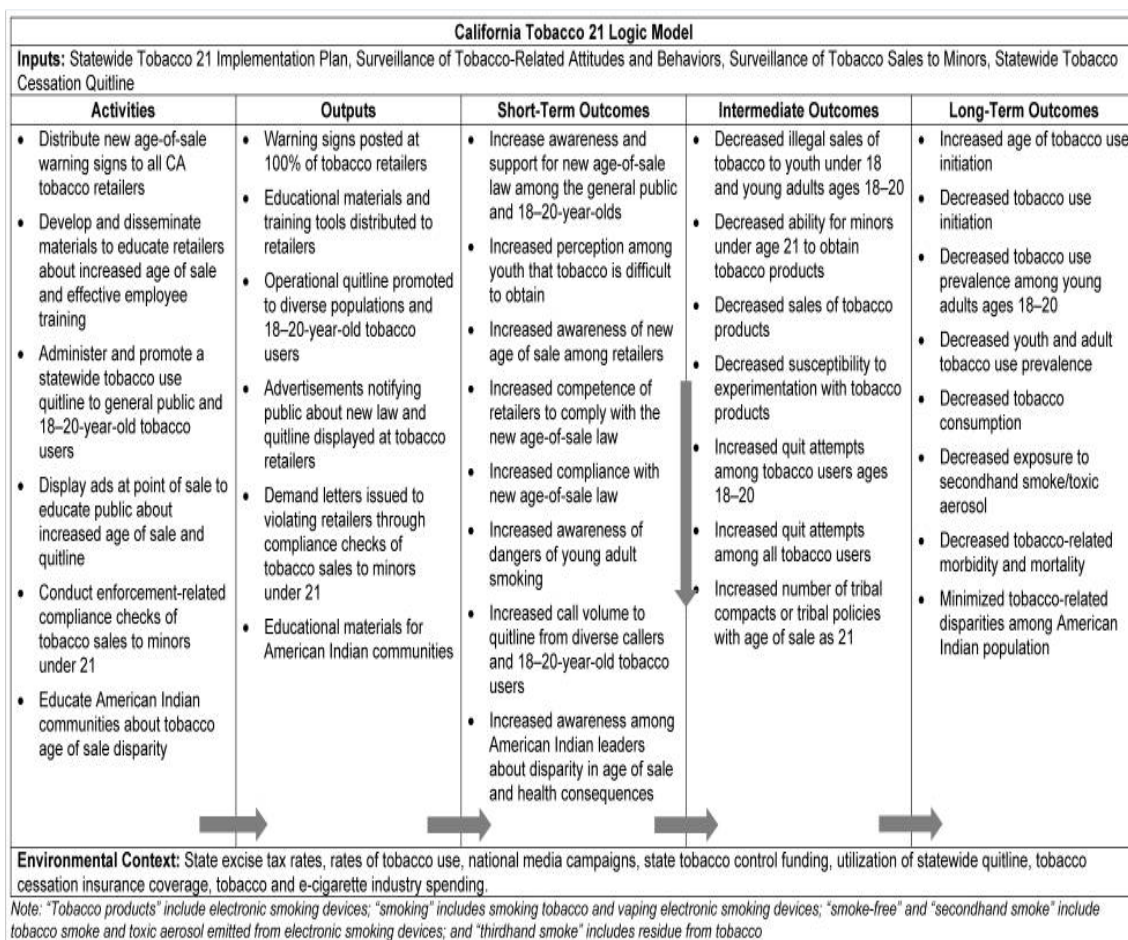 California Tobacco 21 Logic Model
Inputs: Statewide Tobacco 21 Implementation Plan, Surveillance of Tobacco-Related Attitudes and Behaviors, Surveillance of Tobacco Sales to Minors, Statewide Tobacco
Cessation Quitline
Activities
• Distribute new age-of-sale
warning signs to all CA
tobacco retailers
• Develop and disseminate
materials to educate retailers
about increased age of sale
and effective employee
training
• Administer and promote a
statewide tobacco use
quitline to general public and
18–20-year-old tobacco
users
• Display ads at point of sale to
educate public about
increased age of sale and
quitline
• Conduct enforcement-related
compliance checks of
tobacco sales to minors
under 21
• Educate American Indian
communities about tobacco
age of sale disparity
Outputs
• Warning signs posted at
100% of tobacco retailers
• Educational materials and
training tools distributed to
retailers
• Operational quitline promoted
to diverse populations and
18–20-year-old tobacco
users
• Advertisements notifying
public about new law and
quitline displayed at tobacco
retailers
• Demand letters issued to
violating retailers through
compliance checks of
tobacco sales to minors
under 21
• Educational materials for
American Indian communities
Short-Term Outcomes
• Increase awareness and
support for new age-of-sale
law among the general public
and 18–20-year-olds
• Increased perception among
youth that tobacco is difficult
to obtain
• Increased awareness of new
age of sale among retailers
• Increased competence of
retailers to comply with the
new age-of-sale law
• Increased compliance with
new age-of-sale law
• Increased awareness of
dangers of young adult
smoking
• Increased call volume to
quitline from diverse callers
and 18–20-year-old tobacco
users
• Increased awareness among
American Indian leaders
about disparity in age of sale
and health consequences
Intermediate Outcomes
• Decreased illegal sales of
tobacco to youth under 18
and young adults ages 18–20
• Decreased ability for minors
under age 21 to obtain
tobacco products
• Decreased sales of tobacco
products
• Decreased susceptibility to
experimentation with tobacco
products
• Increased quit attempts
among tobacco users ages
18–20
• Increased quit attempts
among all tobacco users
• Increased number of tribal
compacts or tribal policies
with age of sale as 21
Long-Term Outcomes
• Increased age of tobacco use
initiation
• Decreased tobacco use
initiation
• Decreased tobacco use
prevalence among young
adults ages 18–20
• Decreased youth and adult
tobacco use prevalence
• Decreased tobacco
consumption
• Decreased exposure to
secondhand smoke/toxic
aerosol
• Decreased tobacco-related
morbidity and mortality
• Minimized tobacco-related
disparities among American
Indian population
Environmental Context: State excise tax rates, rates of tobacco use, national media campaigns, state tobacco control funding, utilization of statewide quitline, tobacco
cessation insurance coverage, tobacco and e-cigarette industry spending.
Note: “Tobacco products” include electronic smoking devices; “smoking” includes smoking tobacco and vaping electronic smoking devices; “smoke-free” and “secondhand smoke” include
tobacco smoke and toxic aerosol emitted from electronic smoking devices; and “thirdhand smoke” includes residue from tobacco